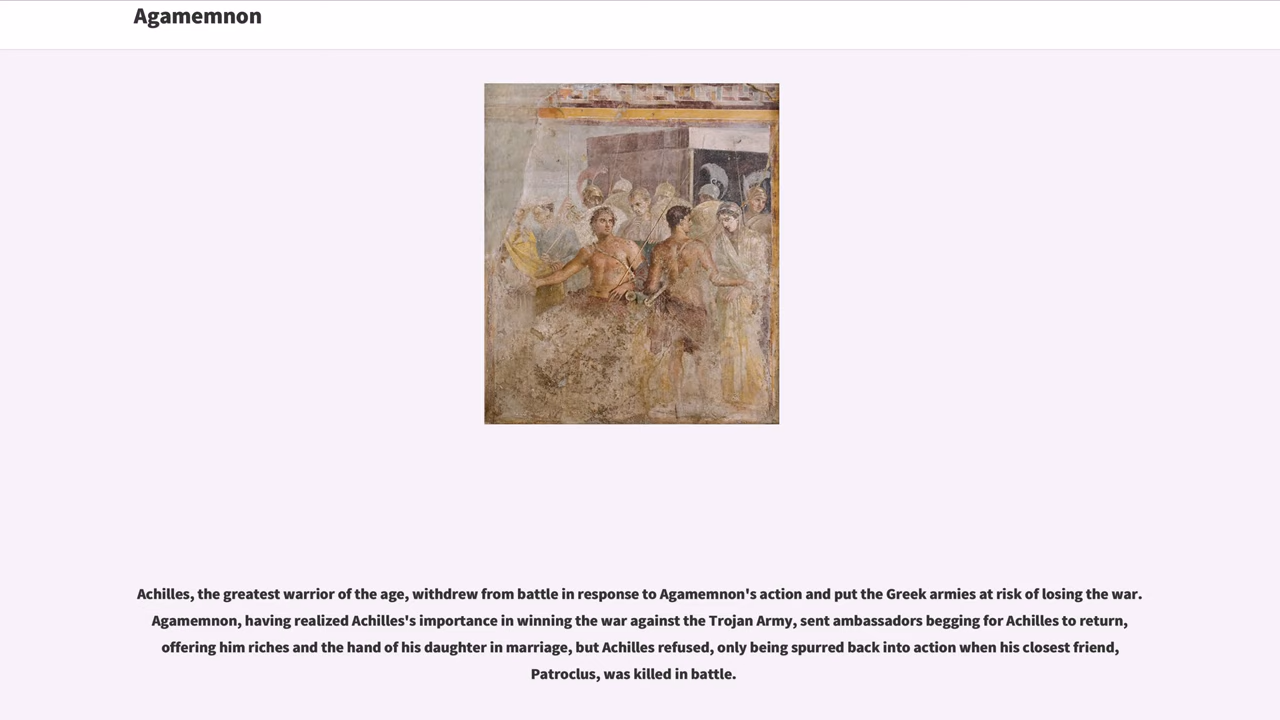 Agamemnon
Achilles, the greatest warrior of the age, withdrew from battle in response to Agamemnon's action and put the Greek armies at risk of losing the war.
Agamemnon, having realized Achilles's importance in winning the war against the Trojan Army, sent ambassadors begging for Achilles to return,
offering him riches and the hand of his daughter in marriage, but Achilles refused, only being spurred back into action when his closest friend,
Patroclus, was killed in battle.